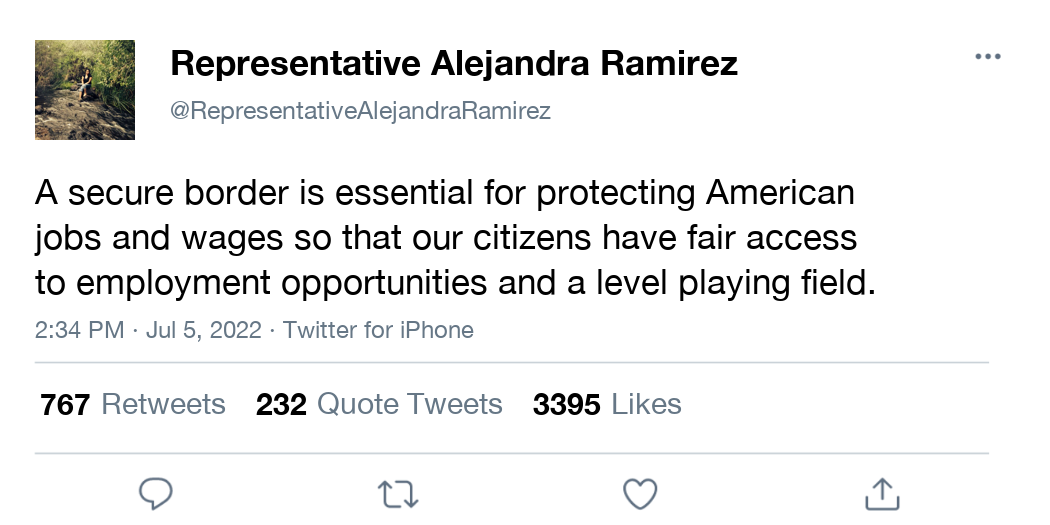 Representative Alejandra Ramirez
@RepresentativeAlejandraRamirez
A secure border is essential for protecting American
jobs and wages so that our citizens have fair access
to employment opportunities and a level playing field.
2:34 PM · Jul 5, 2022 · Twitter for iPhone
767 Retweets 232 Quote Tweets 3395 Likes